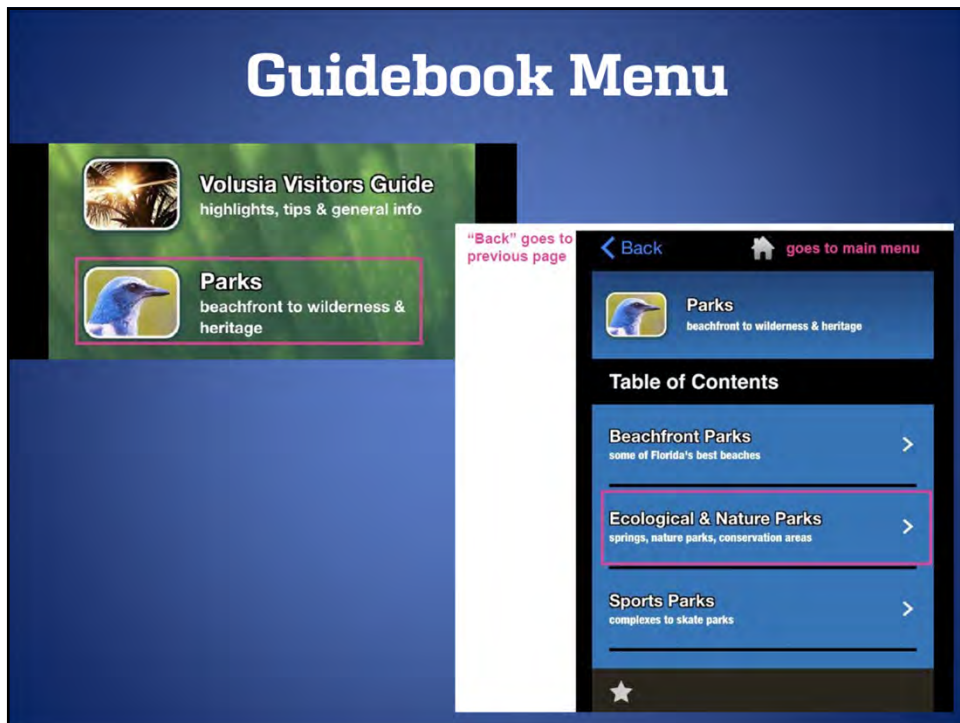 Guidebook Menu
Volusia Visitors Guide
highlights, tips & general info
Parks
beachfront to wilderness &
heritage
"Back" goes to
previous page
Back
goes to main menu
Parks
beachfront to wilderness & heritage
Table of Contents
Beachfront Parks
some of Florida's best beaches
Ecological & Nature Parks
springs, nature parks, conservation areas
Sports Parks
complexes to skate parks